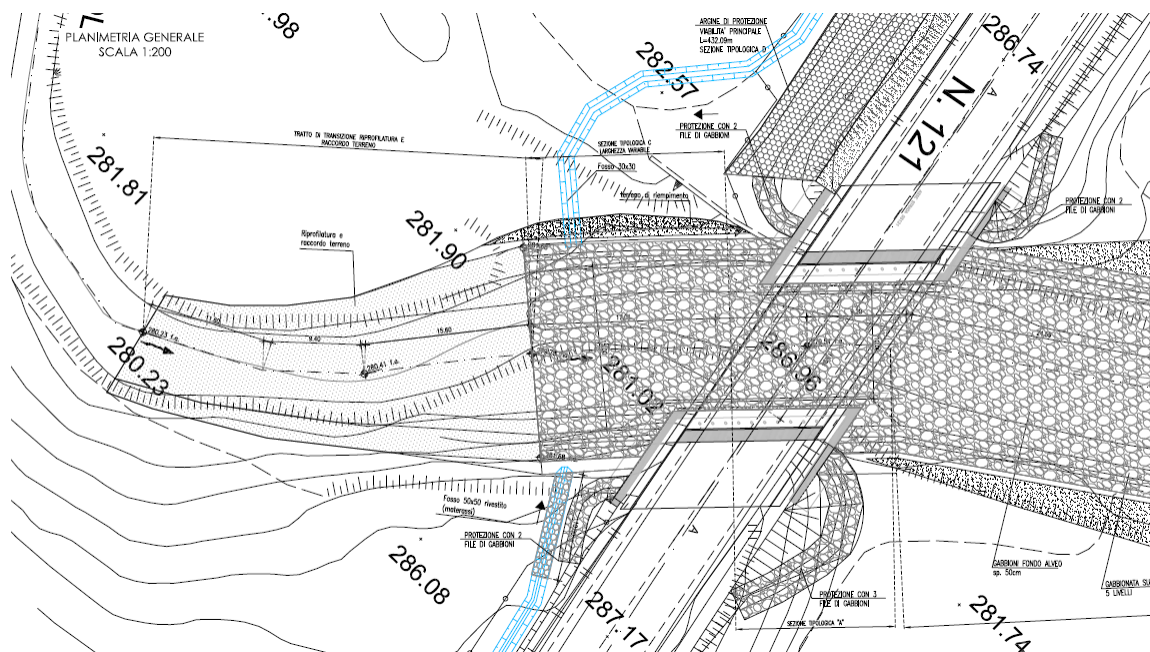 PLANIMETRIA GENERALE
SCALA 1:200
ARGINE DI PROTEZIONE
VIABILITA' PRINCIPALE
L=432.09m
SEZIONE TIPOLOGICA D
286.74
282.57
N. 121
A
PROTEZIONE CON 2
FILE DI GABBIONI
TRATTO DI TRANSIZIONE RIPROFILATURA E
RACCORDO TERRENO
SEZIONE TIPOLOGICA C
LARGHEZZA VARIABILE
Fosso 30x30
terreno di riempimento
281.81
281.90
PROTEZIONE CON 2
FILE DI GABBIONI
Riprofilatura e
raccordo terreno
280.23 f.a.
9.40
15.60
280.41 f.a.
280.23
281.02
286.96
Fosso 50x50 rivestito
(materassi)
PROTEZIONE CON 2
FILE DI GABBIONI
A
286.08
287.17
GABBIONI FONDO ALVEO
sp. 50cm
5 LIVELLI
PROTEZIONE CON 3
FILE DI GABBIONI
SEZIONE TIPOLOGICA "A"
281.74